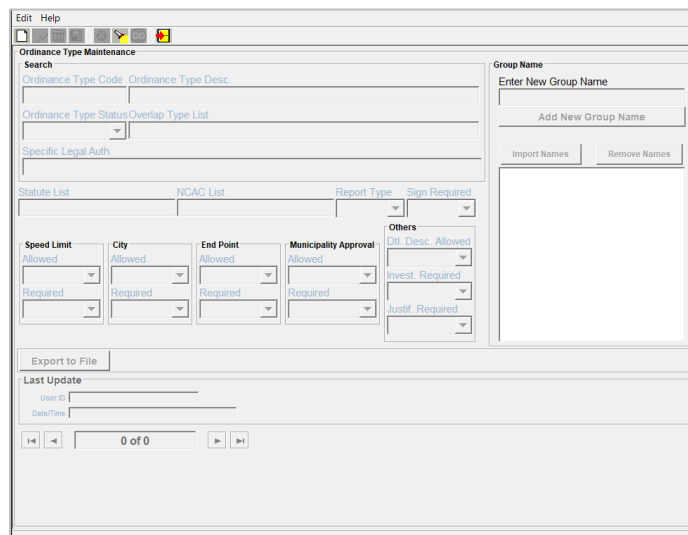 Edit Help
GO
Ordinance Type Maintenance
Search
Ordinance Type Code Ordinance Type Desc.
Ordinance Type Status Overlap Type List
Specific Legal Auth.
Statute List NCAC List Report Type Sign Required
Speed Limit
Allowed
Required
City
Allowed
Required
End Point
Allowed
Required
Municipality Approval
Allowed
Required
Others
Dtl. Desc. Allowed
Invest. Required
Justif. Required
Group Name
Enter New Group Name
Add New Group Name
Import Names Remove Names
Export to File
Last Update
User ID
Date/Time
0 of 0